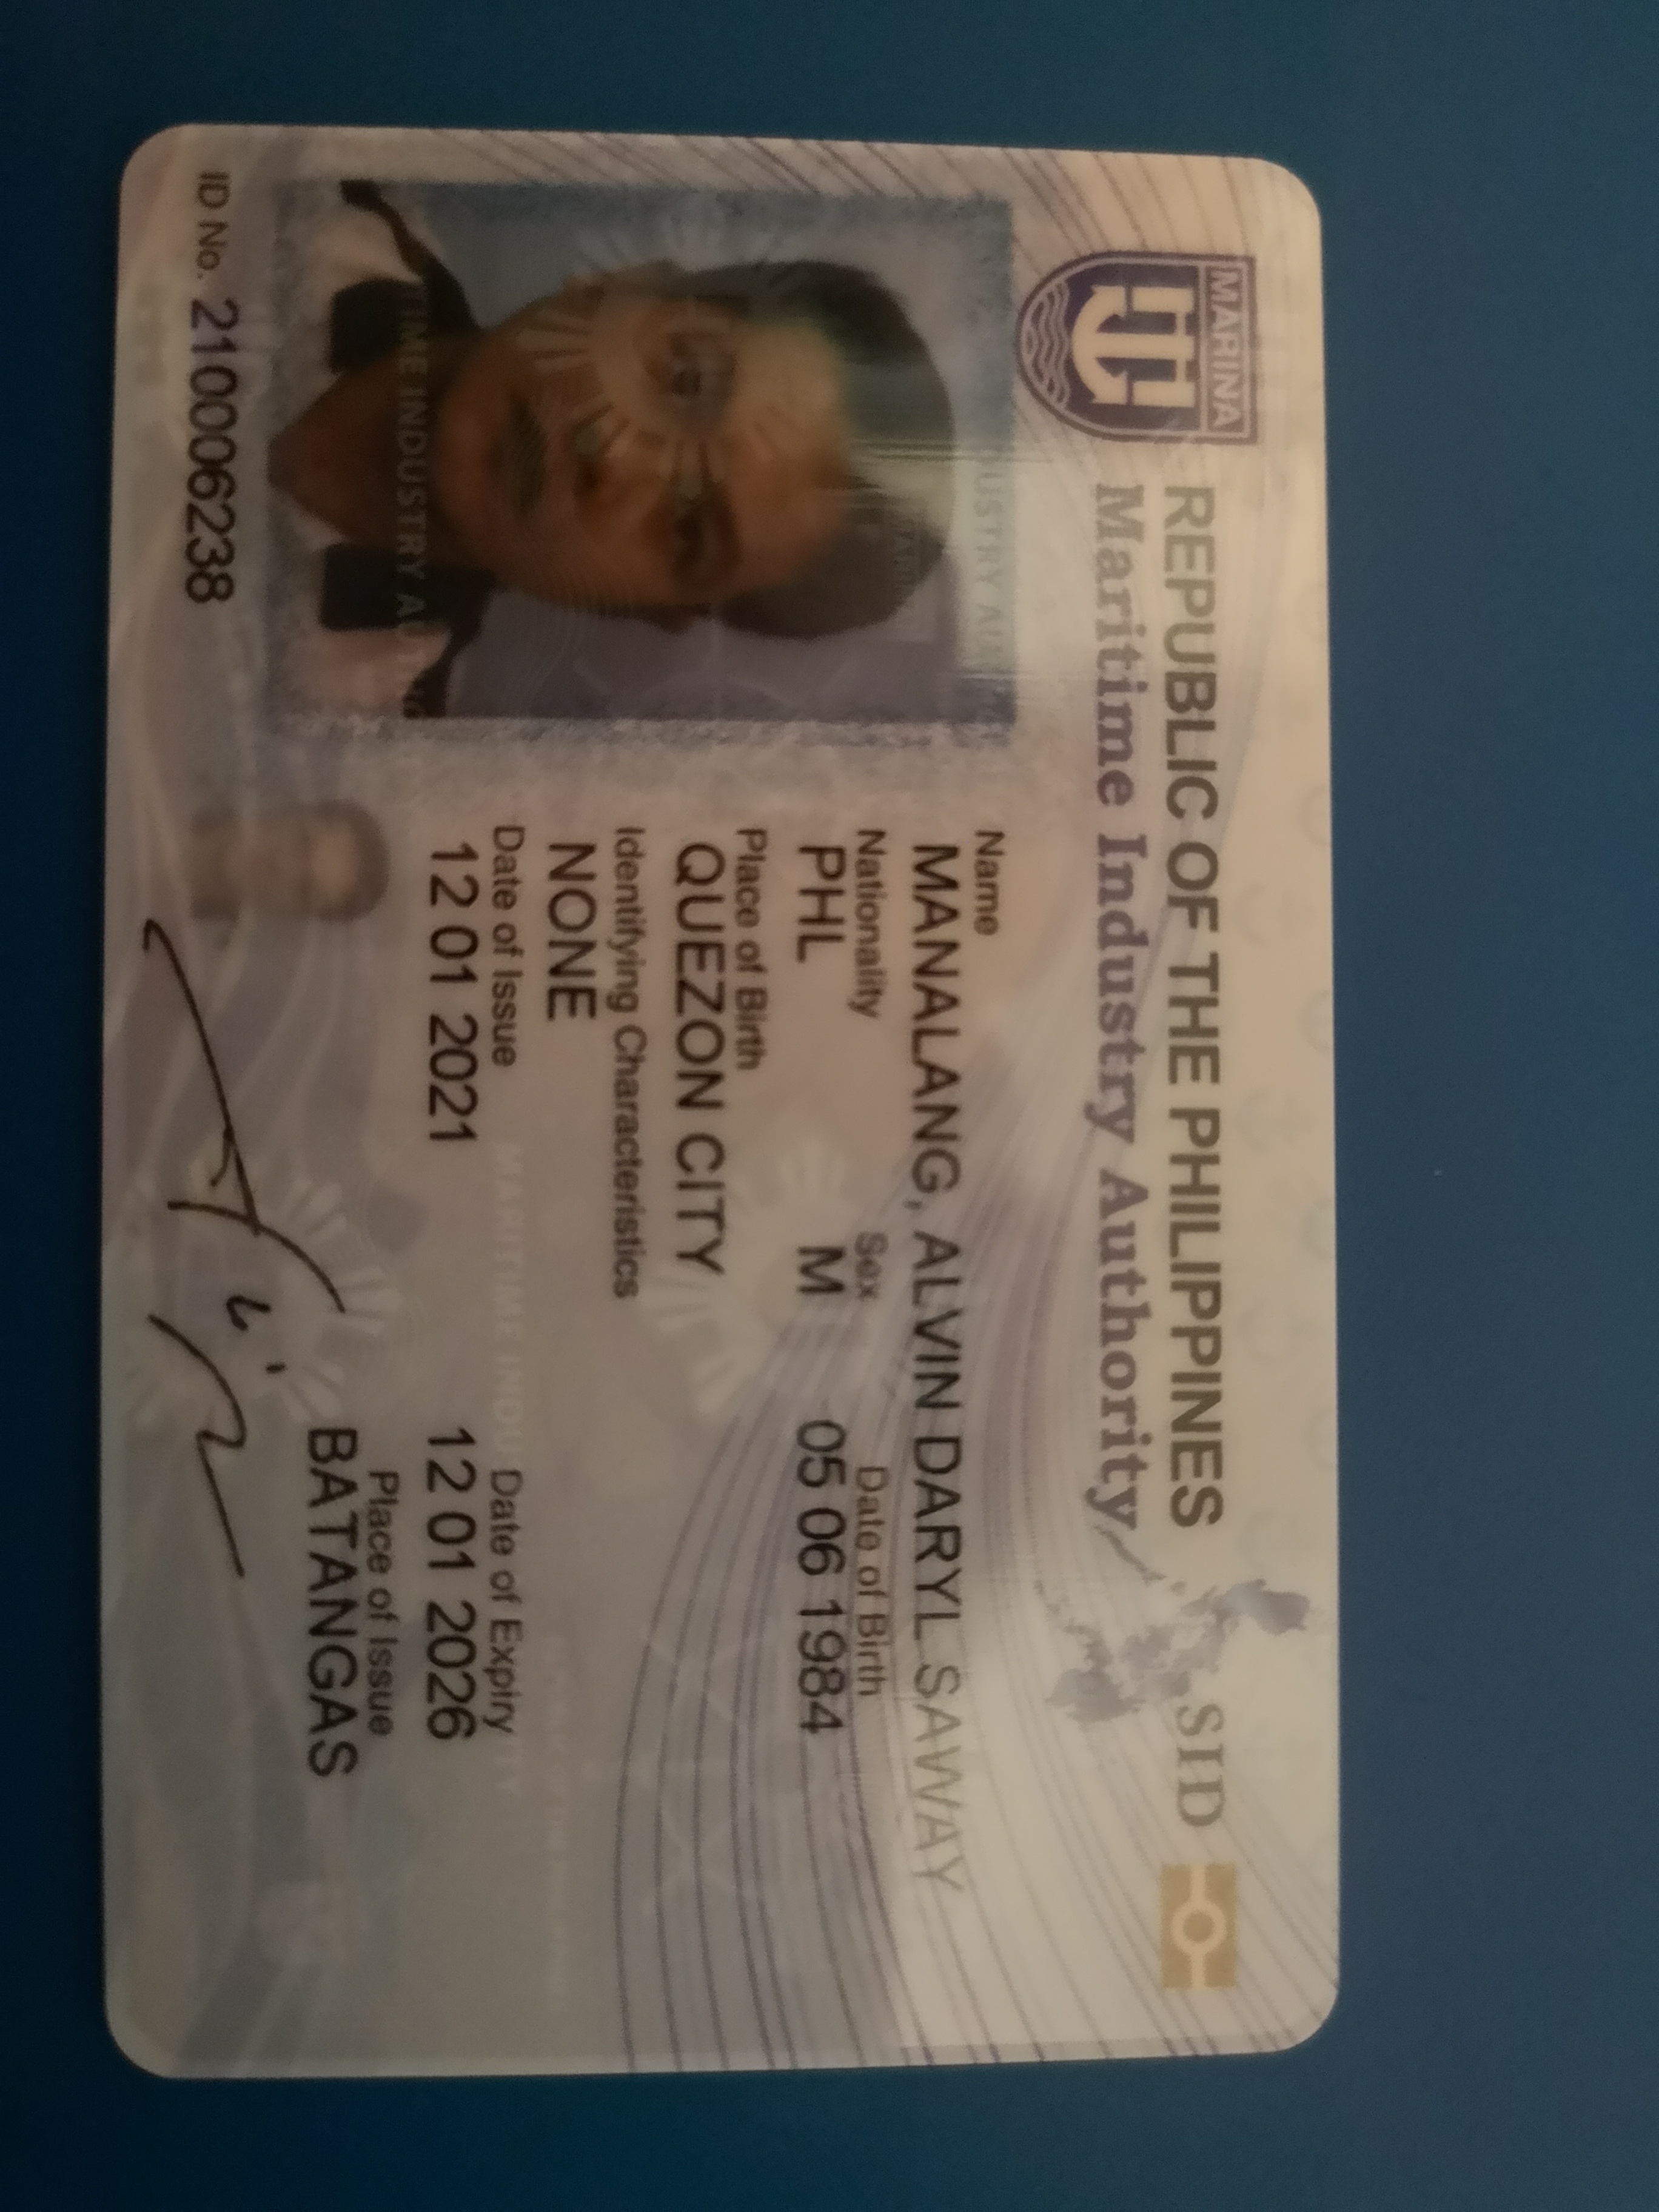 MARINA
REPUBLIC OF THE PHILIPPINES
SID
Maritime Industry Authority
Name
MANALANG, ALVIN DARYL SAWAY
Nationality Sex Date of Birth
PHL M 05 06 1984
Place of Birth
QUEZON CITY
Identifying Characteristics
NONE
Date of Issue Date of Expiry
12 01 2021 12 01 2026
Place of Issue
BATANGAS
ID No. 2100006238